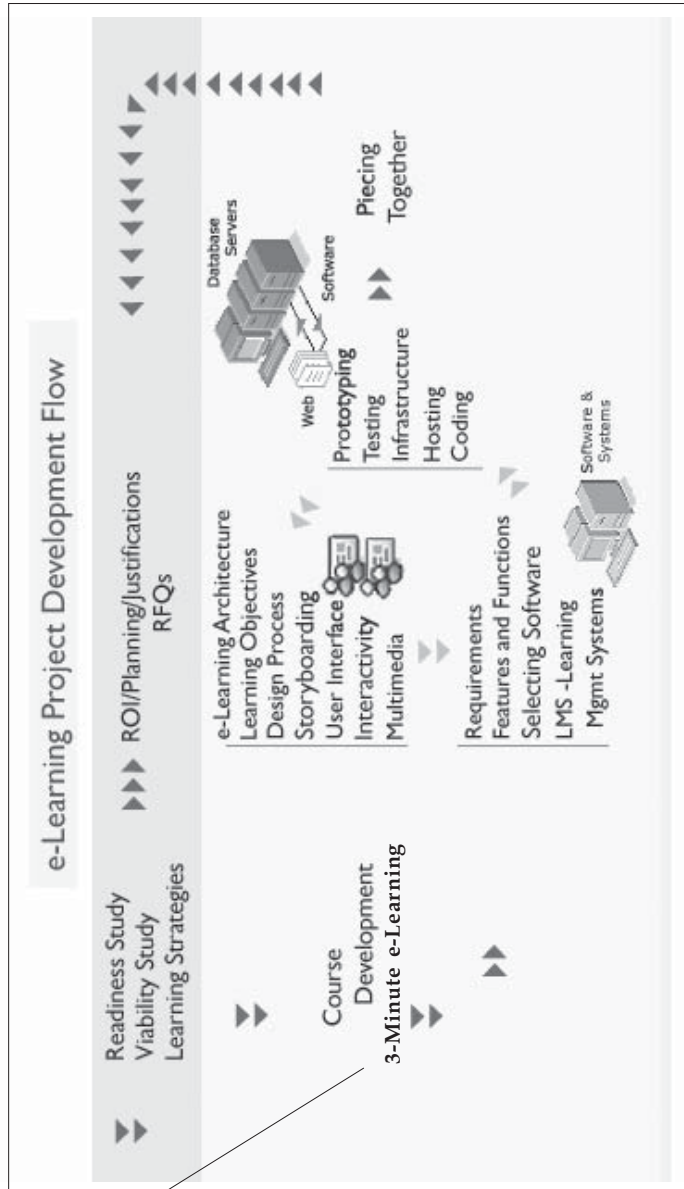 e-Learning Project Development Flow
Readiness Study
Viability Study
Learning Strategies
ROI/Planning/Justifications
RFQs
Course
Development
3-Minute e-Learning
e-Learning Architecture
Learning Objectives
Design Process
Storyboarding
User Interface
Interactivity
Multimedia
Requirements
Features and Functions
Selecting Software
LMS -Learning
Mgmt Systems
Software &
Systems
Database
Servers
Web
Software
Prototyping
Testing
Infrastructure
Hosting
Coding
Piecing
Together